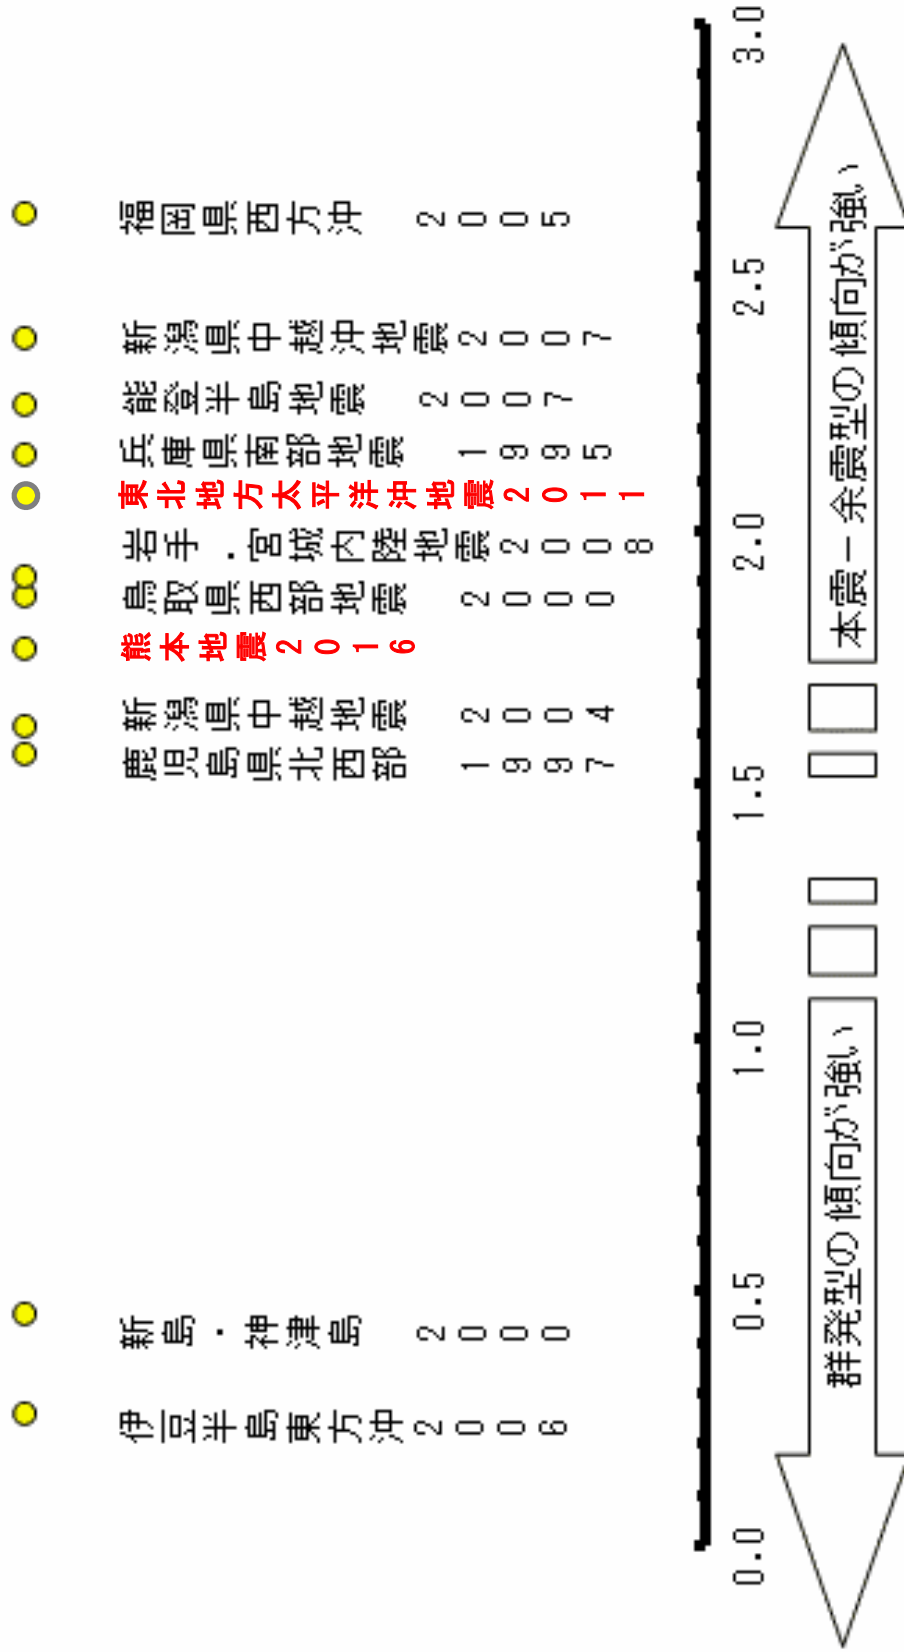 福岡県西方沖 2005
新潟県中越沖地震2007
能登半島地震 2007
兵庫県南部地震 1995
東北地方太平洋沖地震2011
岩手・宮城内陸地震2008
鳥取県西部地震 2000
熊本地震2016
新潟県中越地震 2004
鹿児島県北西部 1997
新島・神津島 2000
伊豆半島東方沖2006
3.0
2.5
2.0
1.5
1.0
0.5
0.0
本震－余震型の傾向が強い
群発型の傾向が強い